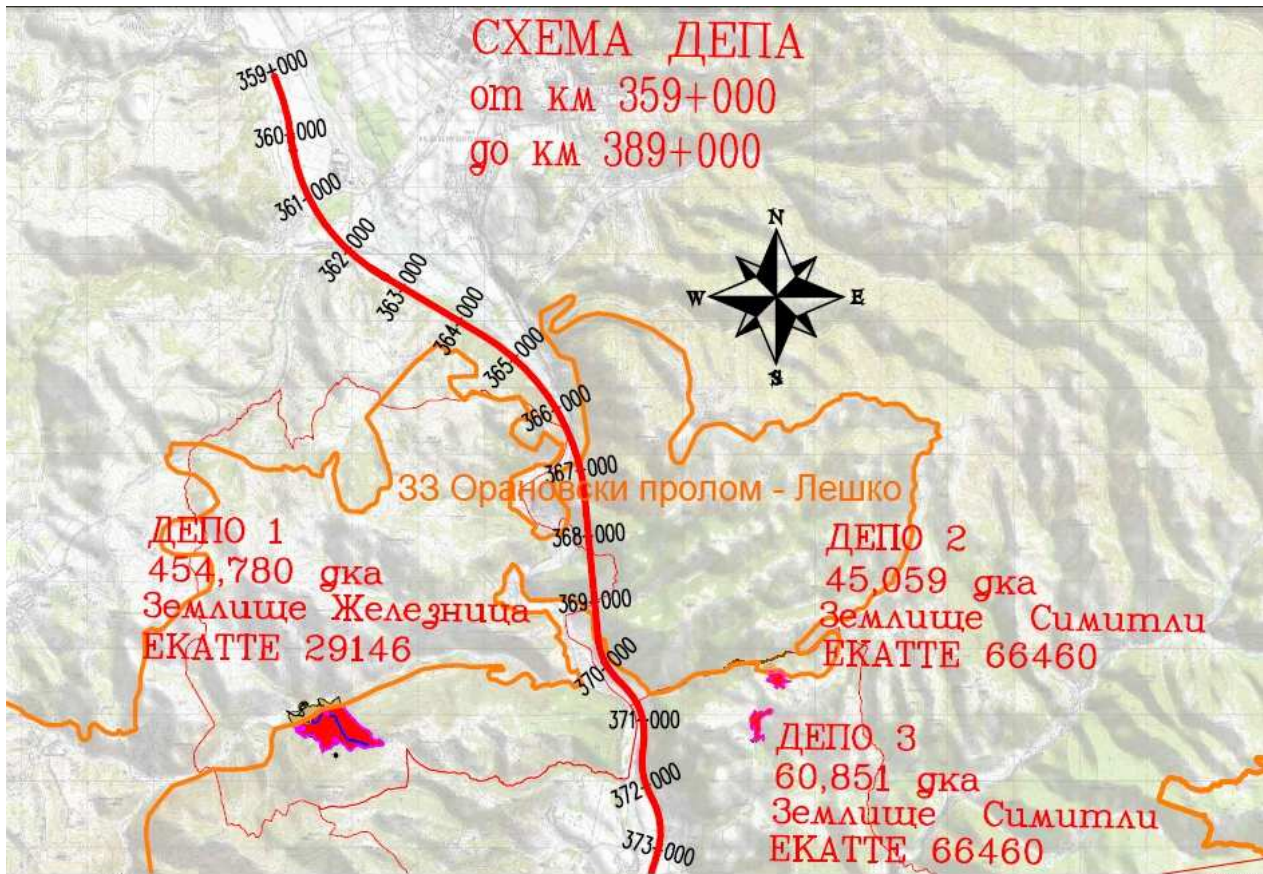 СХЕМА ДЕПА
от км 359+000
до км 389+000
359+000
360+000
361+000
362+000
363+000
364+000
365+000
366+000
367+000
368+000
369+000
370+000
371+000
372+000
373+000
N
W
E
S
ЗЗ Орановски пролом - Лешко
ДЕПО 1
454,780 дка
Землище Железница
ЕКАТТЕ 29146
ДЕПО 2
45,059 дка
Землище Симитли
ЕКАТТЕ 66460
ДЕПО 3
60,851 дка
Землище Симитли
ЕКАТТЕ 66460